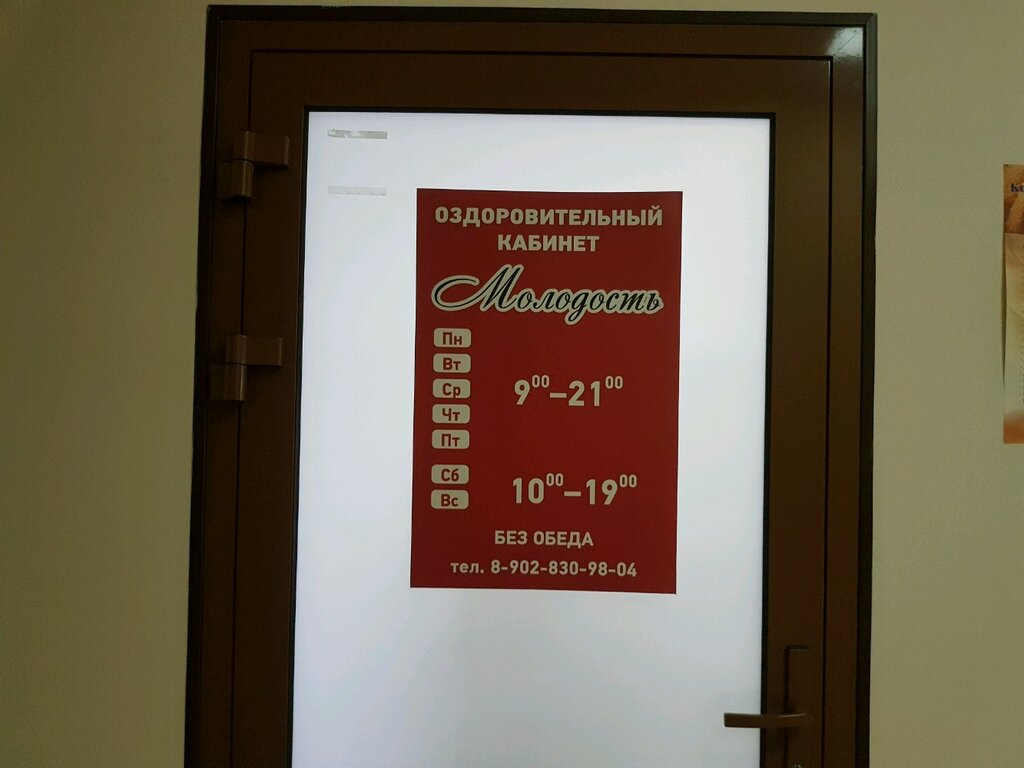 ОЗДОРОВИТЕЛЬНЫЙ
КАБИНЕТ
Молодость
Пн
Вт
Ср
Чт
Пт
9⁰⁰–21⁰⁰
Сб
Вс
10⁰⁰–19⁰⁰
БЕЗ ОБЕДА
тел. 8-902-830-98-04